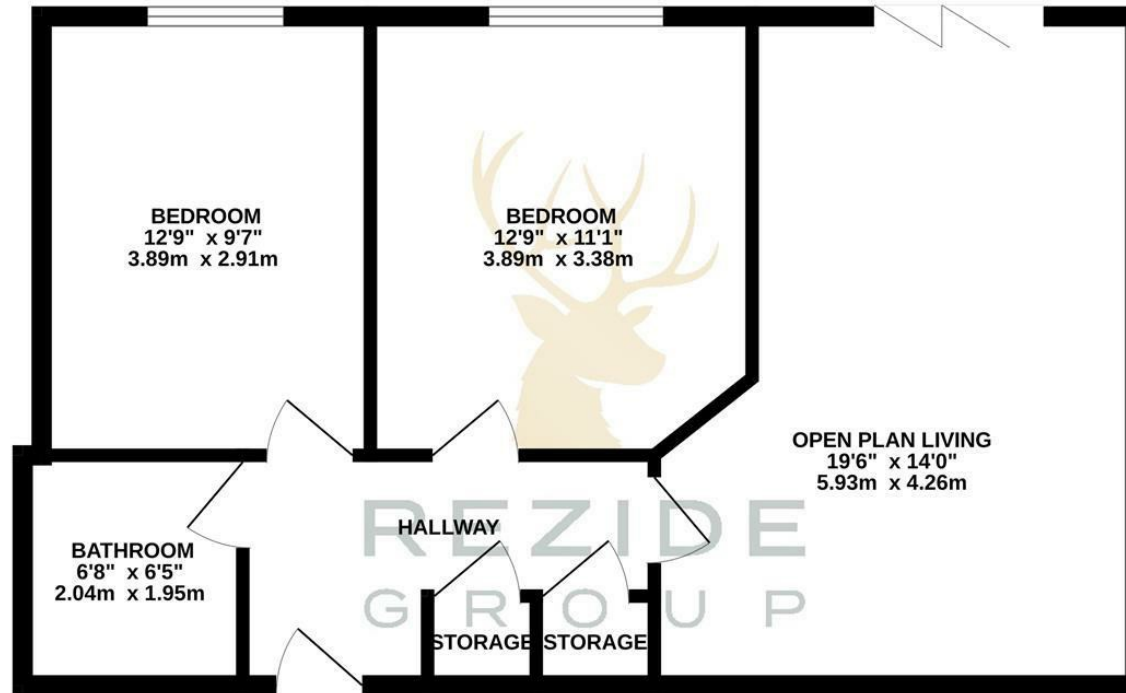 BEDROOM
12'9" x 9'7"
3.89m x 2.91m
BEDROOM
12'9" x 11'1"
3.89m x 3.38m
OPEN PLAN LIVING
19'6" x 14'0"
5.93m x 4.26m
HALLWAY
BATHROOM
6'8" x 6'5"
2.04m x 1.95m
STORAGE
STORAGE
REZIDE
GROUP